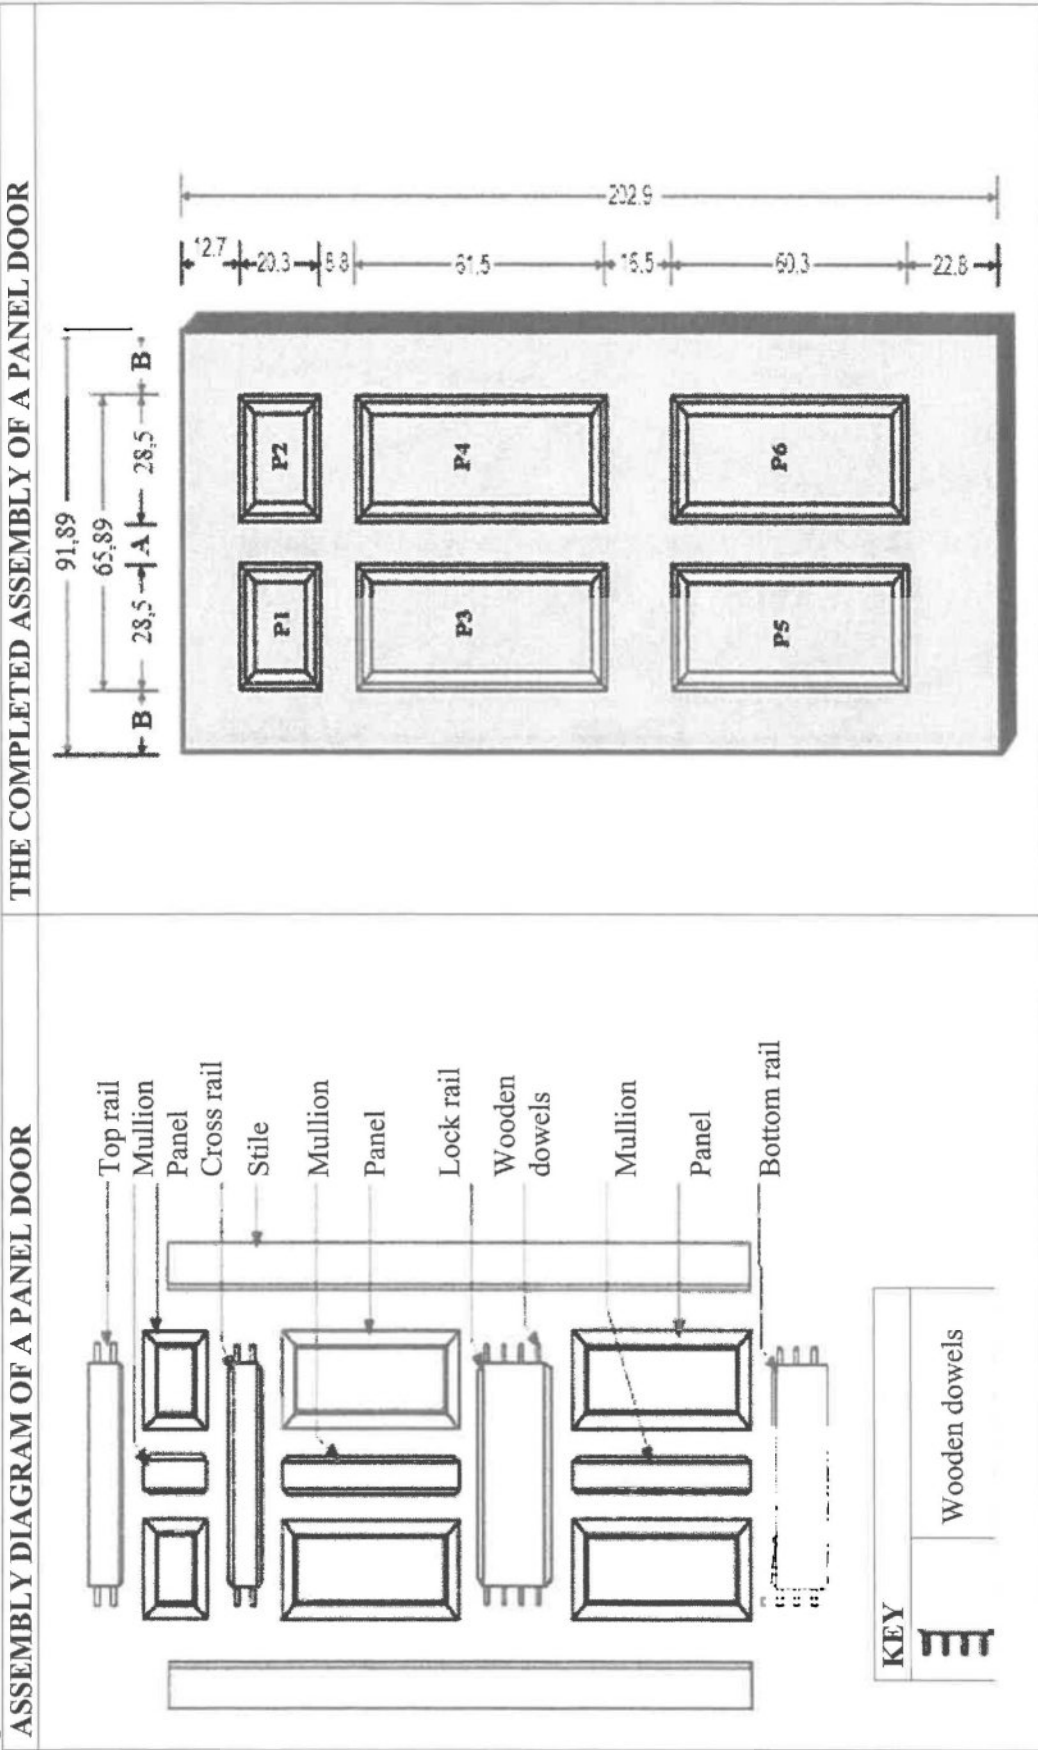 ASSEMBLY DIAGRAM OF A PANEL DOOR
Top rail
Mullion
Panel
Cross rail
Stile
Mullion
Panel
Lock rail
Wooden
dowels
Mullion
Panel
Bottom rail
KEY
Wooden dowels
THE COMPLETED ASSEMBLY OF A PANEL DOOR
91,89
65,89
B 28,5 A 28,5 B
12.7
20.3
8.8
61.5
16.5
60.3
22.8
202.9
P1 P2
P3 P4
P5 P6